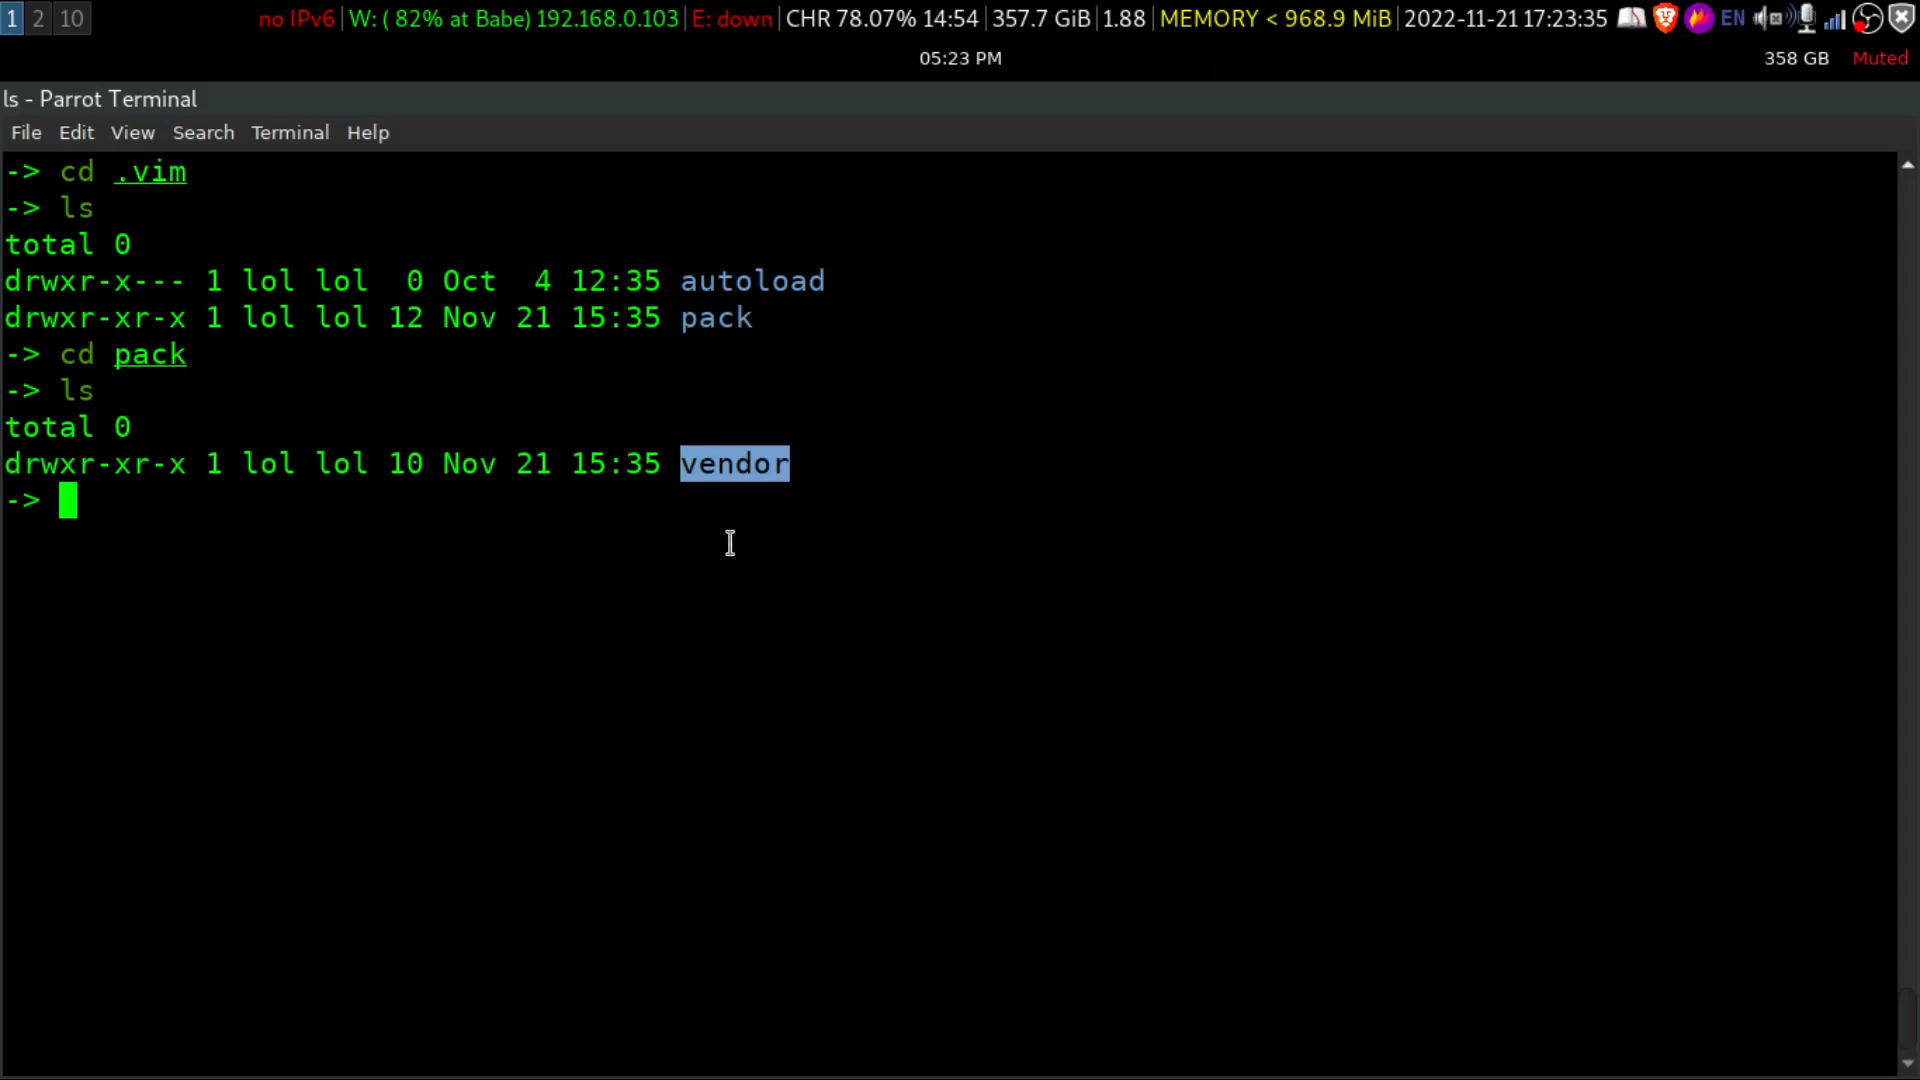 1 2 10 no IPv6 W: ( 82% at Babe) 192.168.0.103 E: down CHR 78.07% 14:54 357.7 GiB 1.88 MEMORY < 968.9 MiB 2022-11-21 17:23:35 EN
05:23 PM 358 GB Muted
ls - Parrot Terminal
File Edit View Search Terminal Help
-> cd .vim
-> ls
total 0
drwxr-x--- 1 lol lol  0 Oct  4 12:35 autoload
drwxr-xr-x 1 lol lol 12 Nov 21 15:35 pack
-> cd pack
-> ls
total 0
drwxr-xr-x 1 lol lol 10 Nov 21 15:35 vendor
->